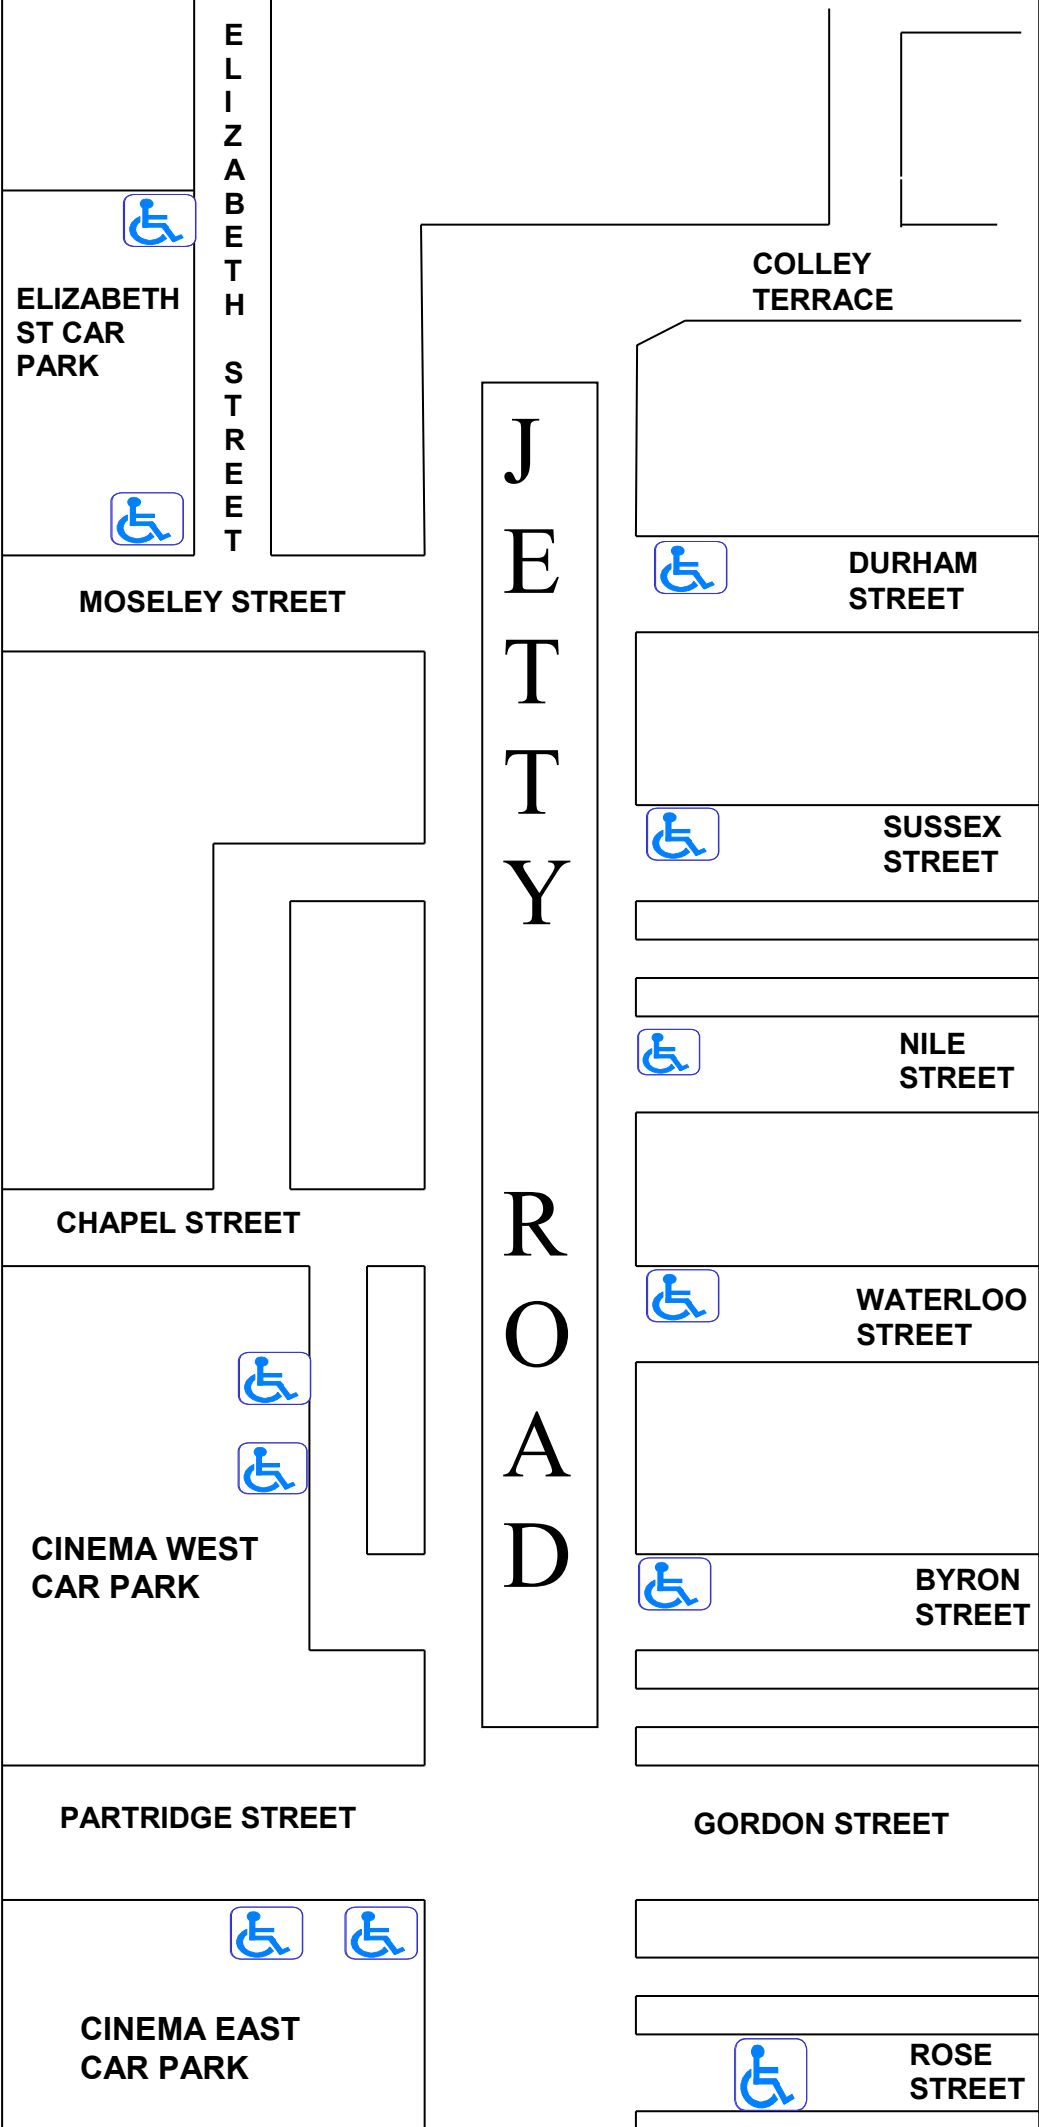 ELIZABETH STREET
COLLEY
TERRACE
ELIZABETH
ST CAR
PARK
JETTY ROAD
DURHAM
STREET
MOSELEY STREET
SUSSEX
STREET
NILE
STREET
CHAPEL STREET
WATERLOO
STREET
CINEMA WEST
CAR PARK
BYRON
STREET
PARTRIDGE STREET
GORDON STREET
CINEMA EAST
CAR PARK
ROSE
STREET